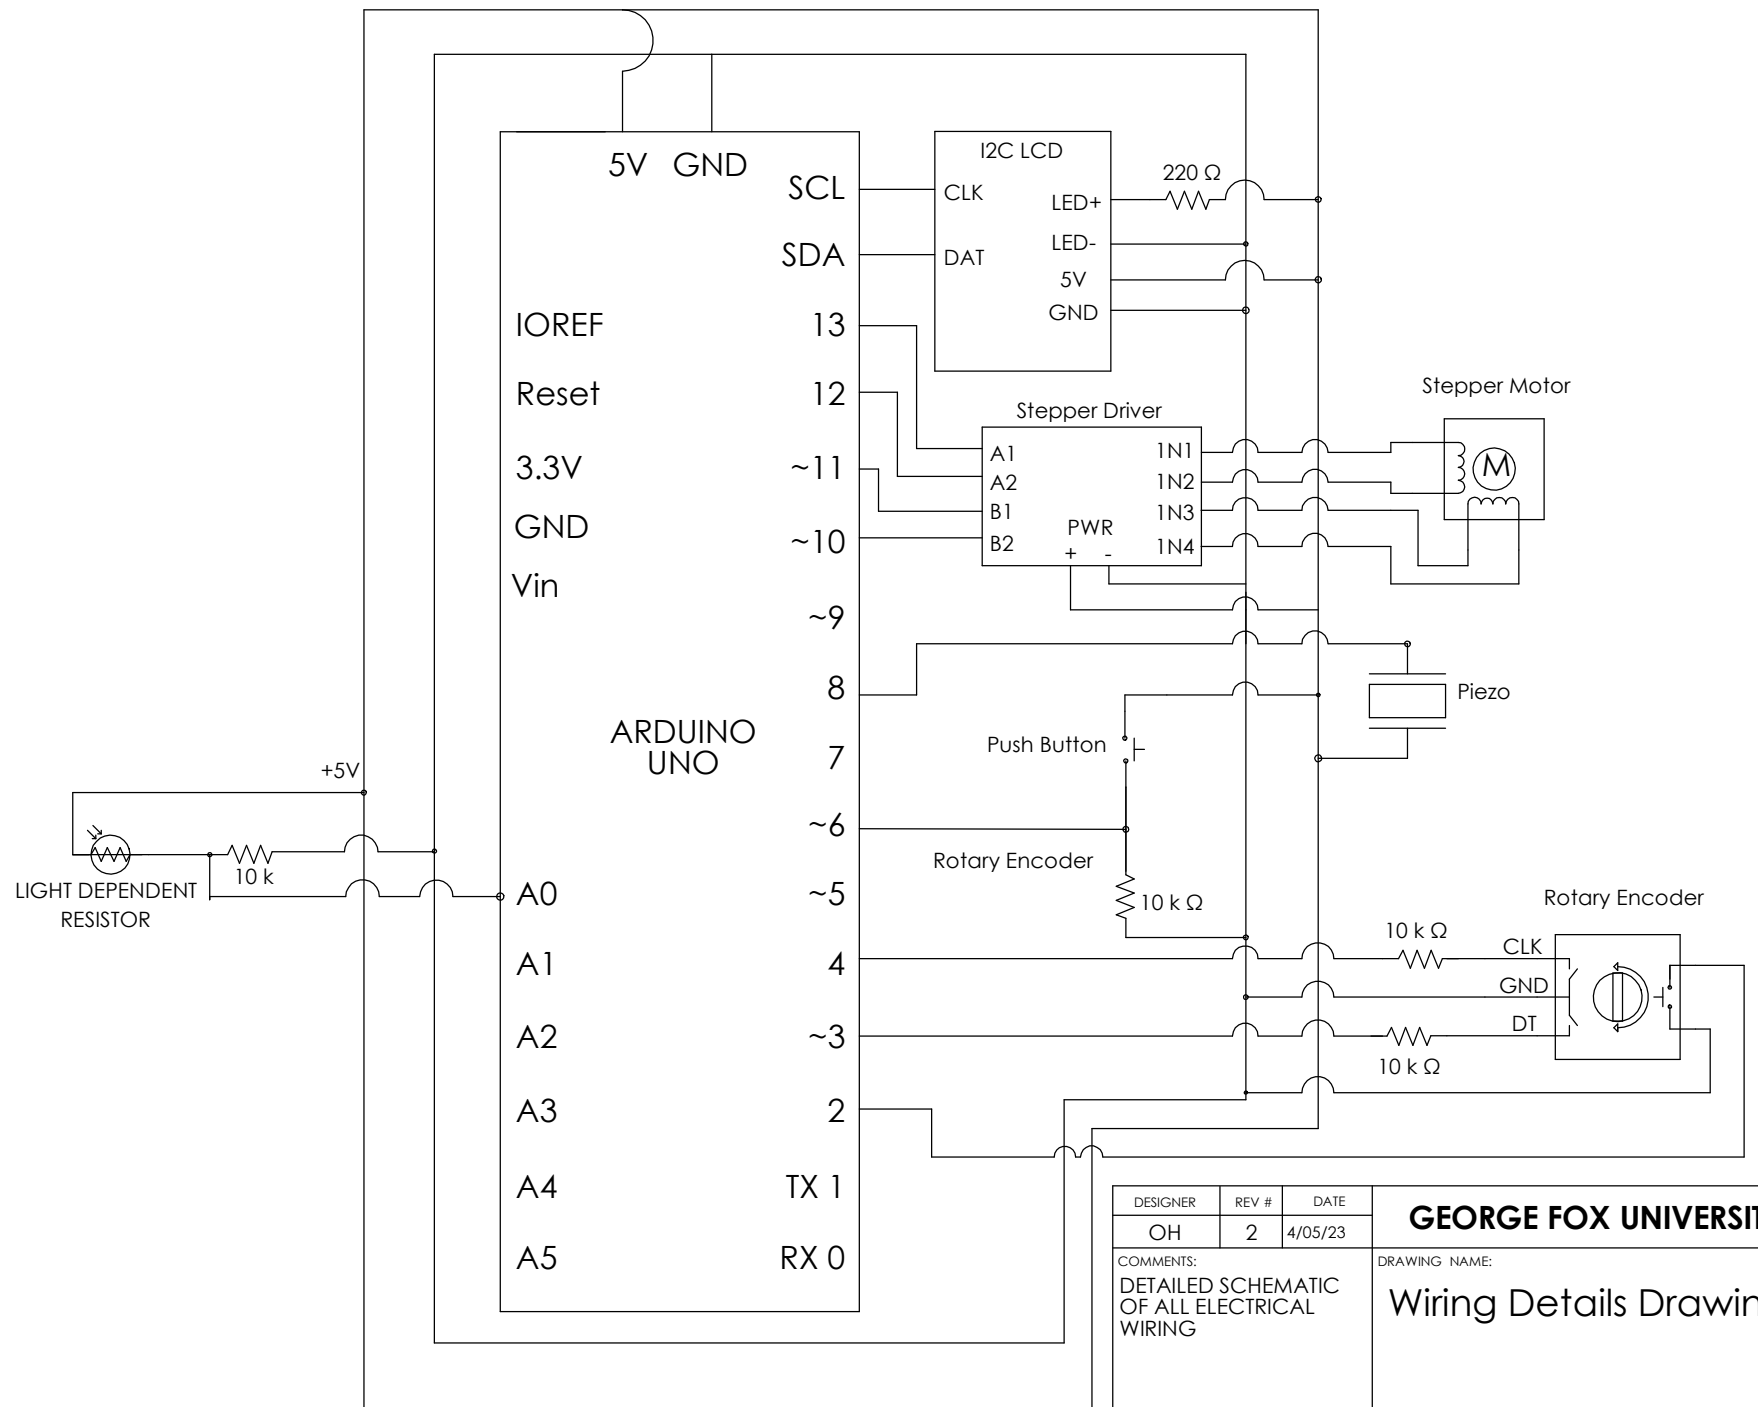 5V GND
SCL
SDA
IOREF
13
Reset
12
3.3V
~11
GND
~10
Vin
~9
8
ARDUINO
UNO
7
~6
A0
~5
A1
4
A2
~3
A3
2
A4
TX 1
A5
RX 0
I2C LCD
CLK
DAT
LED+
LED-
5V
GND
220 Ω
Stepper Driver
A1
A2
B1
B2
PWR
+ -
1N1
1N2
1N3
1N4
Stepper Motor
M
Piezo
Push Button
Rotary Encoder
10 k Ω
+5V
10 k
LIGHT DEPENDENT
RESISTOR
Rotary Encoder
10 k Ω
CLK
GND
DT
10 k Ω
DESIGNER REV # DATE
OH 2 4/05/23
COMMENTS:
DETAILED SCHEMATIC
OF ALL ELECTRICAL
WIRING
GEORGE FOX UNIVERSIT
DRAWING NAME:
Wiring Details Drawin